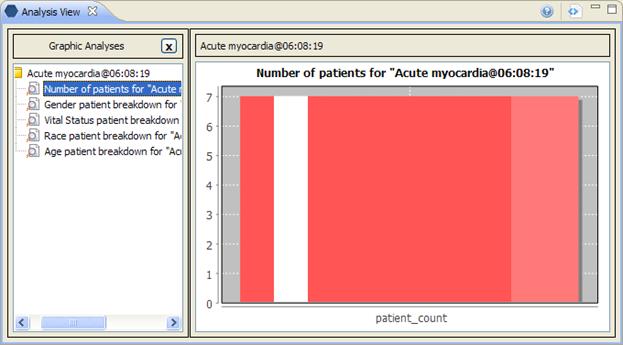 Analysis View
Graphic Analyses
x
Acute myocardia@06:08:19
Acute myocardia@06:08:19
Number of patients for "Acute
Gender patient breakdown for
Vital Status patient breakdown
Race patient breakdown for "A
Age patient breakdown for "Ac
Number of patients for "Acute myocardia@06:08:19"
7
6
5
4
3
2
1
0
patient_count